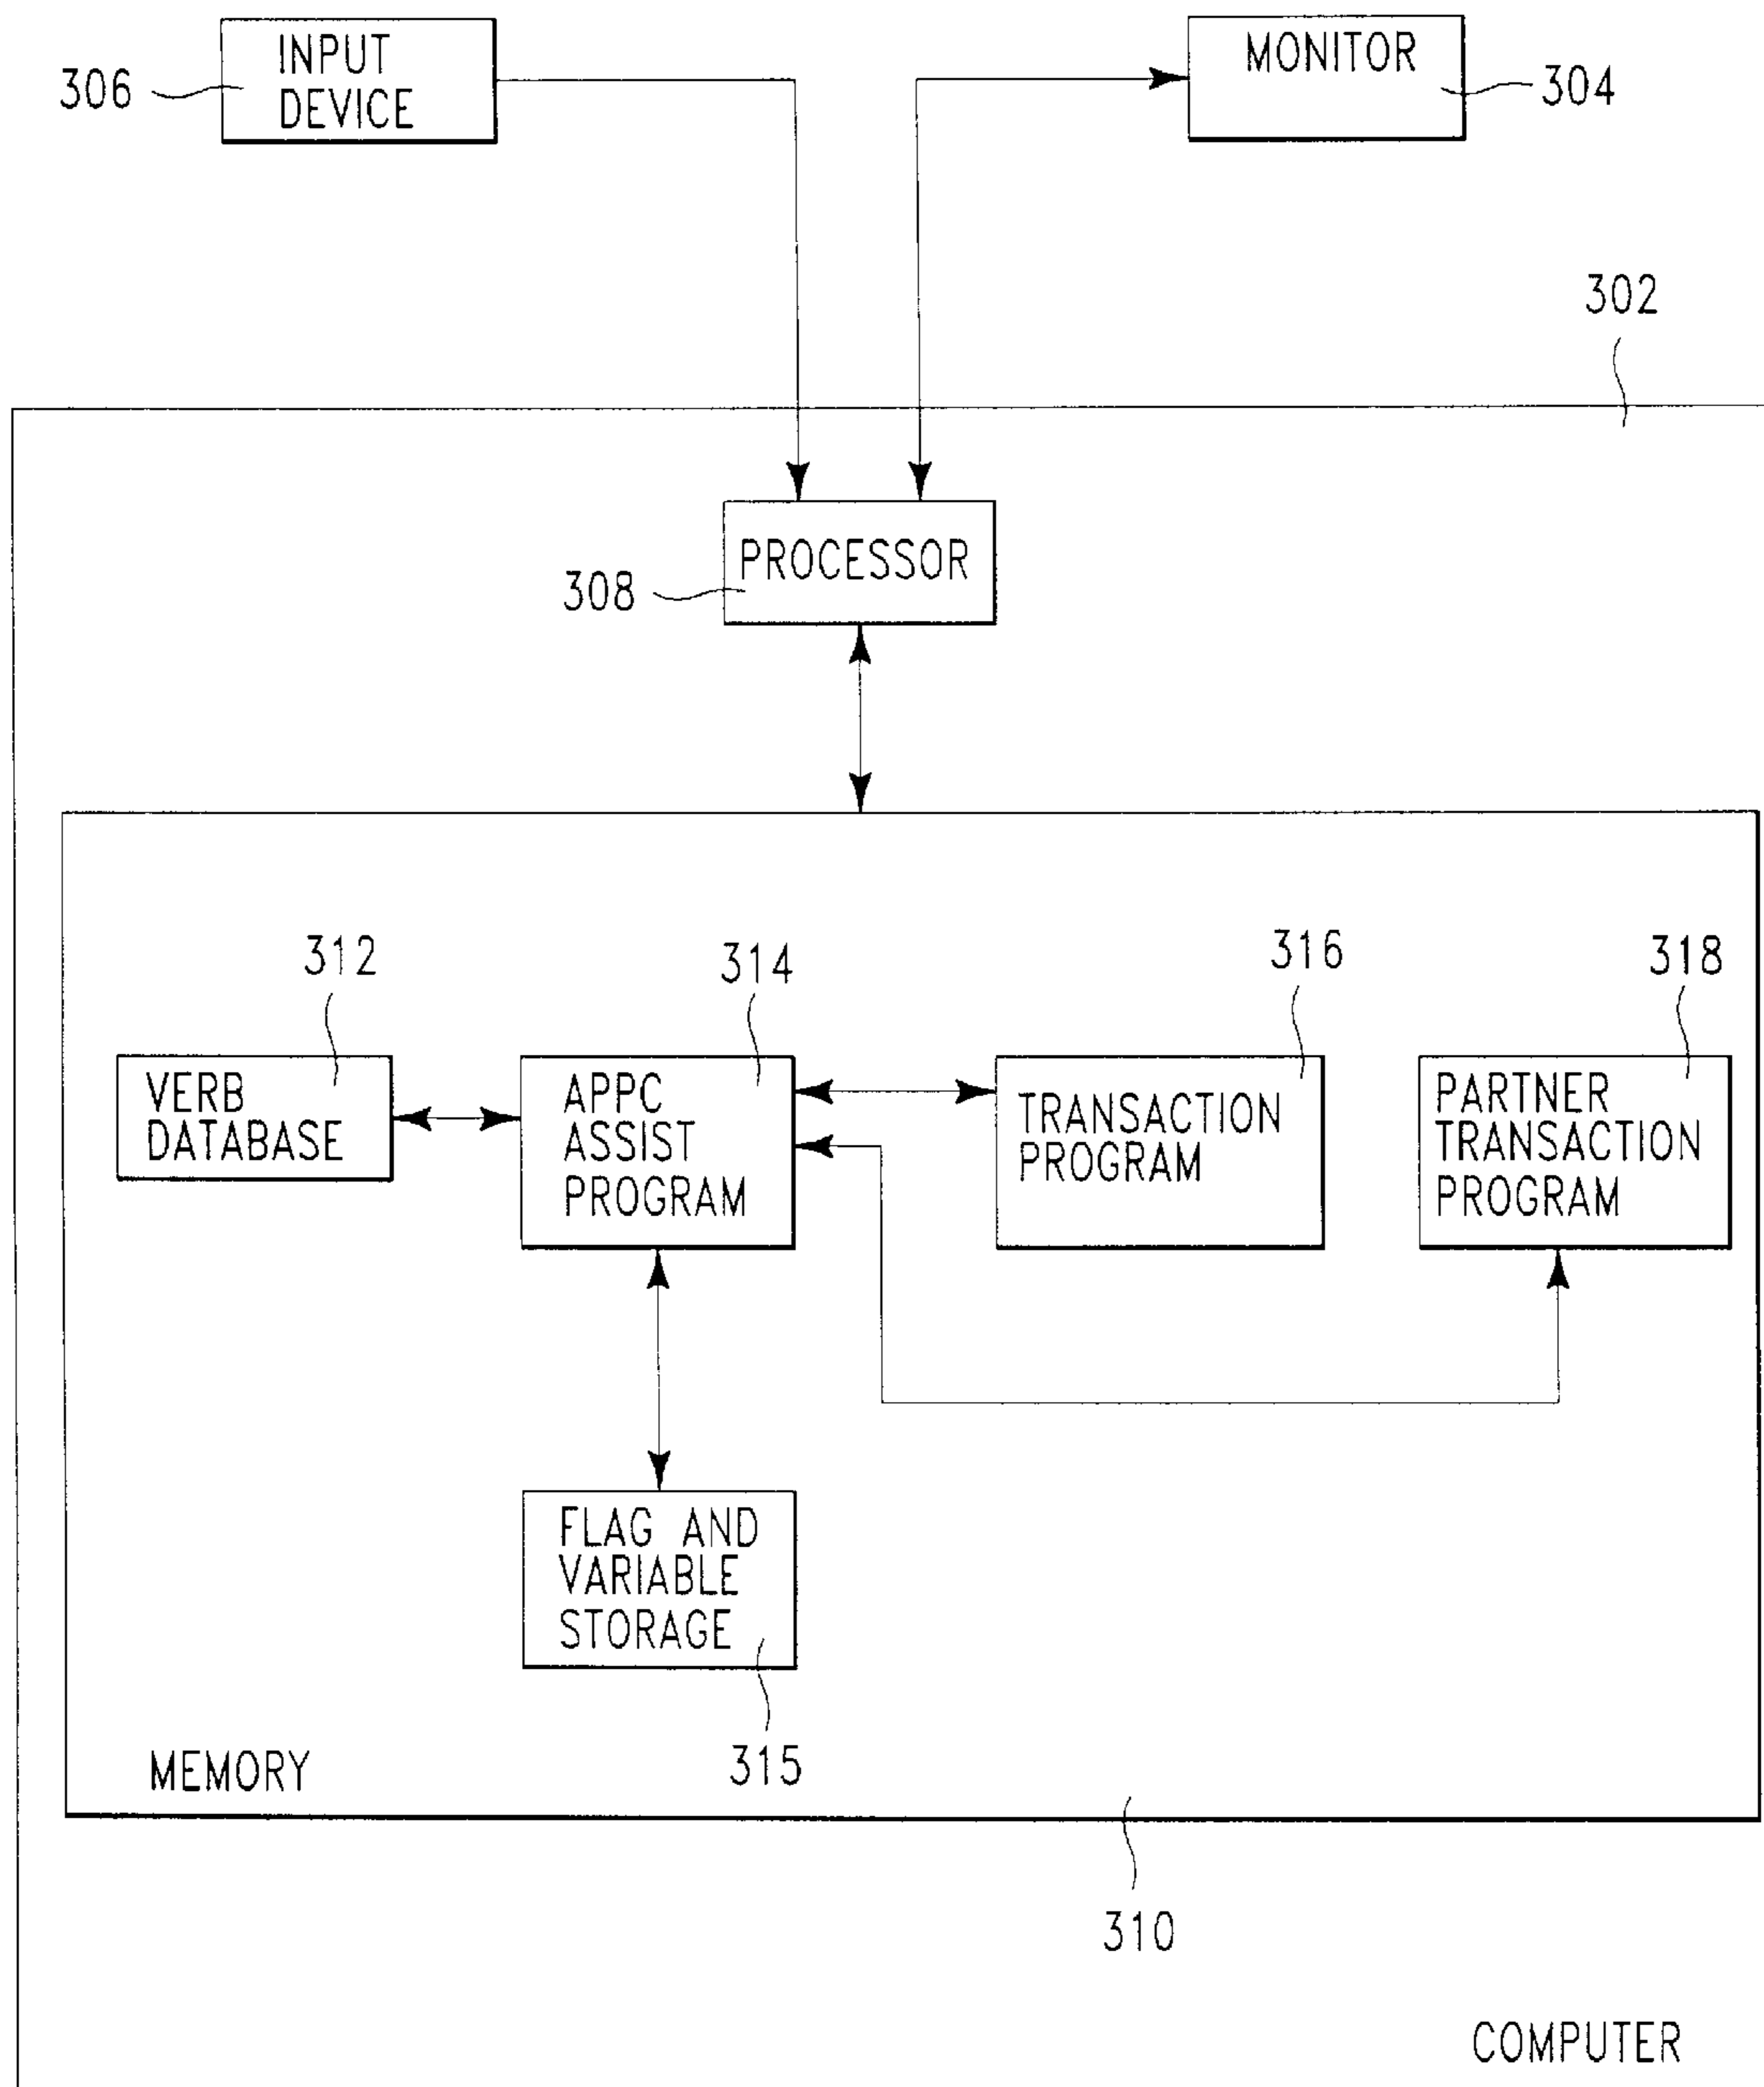 INPUT
DEVICE
306
MONITOR
304
302
PROCESSOR
308
312
314
316
318
VERB
DATABASE
APPC
ASSIST
PROGRAM
TRANSACTION
PROGRAM
PARTNER
TRANSACTION
PROGRAM
FLAG AND
VARIABLE
STORAGE
315
MEMORY
310
COMPUTER